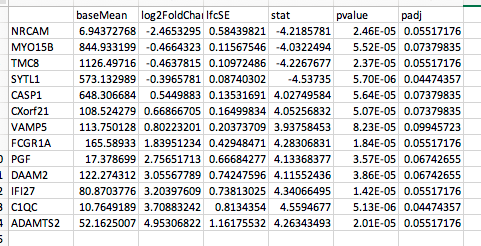 baseMean log2FoldChan lfcSE stat pvalue padj
NRCAM 6.94372768 -2.4653295 0.58439821 -4.2185781 2.46E-05 0.05517176
MYO15B 844.933199 -0.4664323 0.11567546 -4.0322494 5.52E-05 0.07379835
TMC8 1126.49716 -0.4637815 0.10972486 -4.2267677 2.37E-05 0.05517176
SYTL1 573.132989 -0.3965781 0.08740302 -4.53735 5.70E-06 0.04474357
CASP1 648.306684 0.5449883 0.13531691 4.02749584 5.64E-05 0.07379835
CXorf21 108.524279 0.66866705 0.16499834 4.05256832 5.07E-05 0.07379835
VAMP5 113.750128 0.80223201 0.20373709 3.93758453 8.23E-05 0.09945723
FCGR1A 165.58933 1.83951234 0.42948471 4.28306831 1.84E-05 0.05517176
PGF 17.378699 2.75651713 0.66684277 4.13368377 3.57E-05 0.06742655
DAAM2 122.274312 3.05567789 0.74247596 4.11552436 3.86E-05 0.06742655
IFI27 80.8703776 3.20397609 0.73813025 4.34066495 1.42E-05 0.05517176
C1QC 10.7649189 3.70883242 0.8134354 4.5594677 5.13E-06 0.04474357
ADAMTS2 52.1625007 4.95306822 1.16175532 4.26343493 2.01E-05 0.05517176